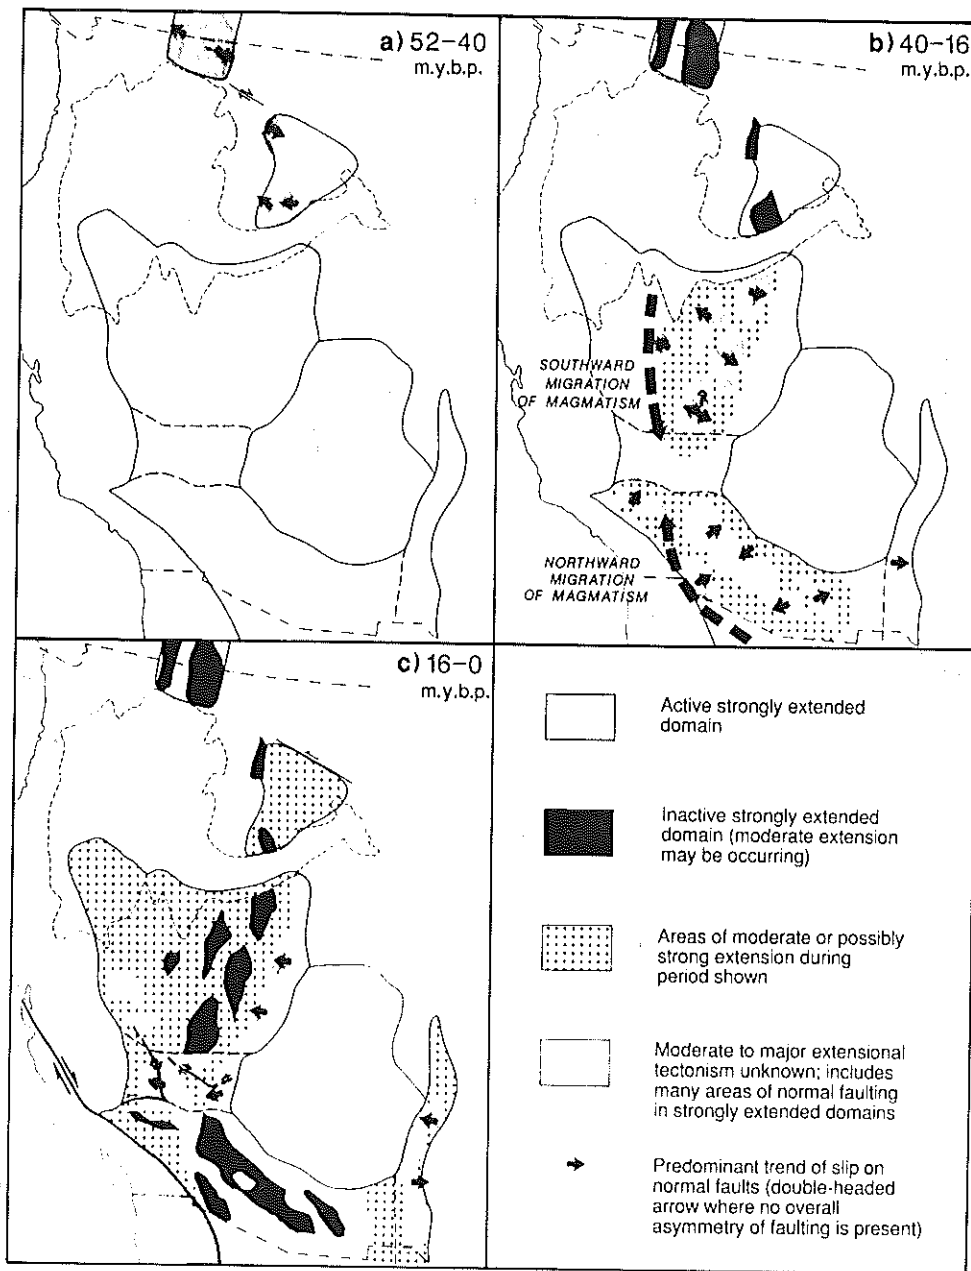 a) 52-40
m.y.b.p.
b) 40-16
m.y.b.p.
SOUTHWARD
MIGRATION
OF MAGMATISM
?
NORTHWARD
MIGRATION
OF MAGMATISM
c) 16-0
m.y.b.p.
Active strongly extended
domain
Inactive strongly extended
domain (moderate extension
may be occurring)
Areas of moderate or possibly
strong extension during
period shown
Moderate to major extensional
tectonism unknown; includes
many areas of normal faulting
in strongly extended domains
Predominant trend of slip on
normal faults (double-headed
arrow where no overall
asymmetry of faulting is present)